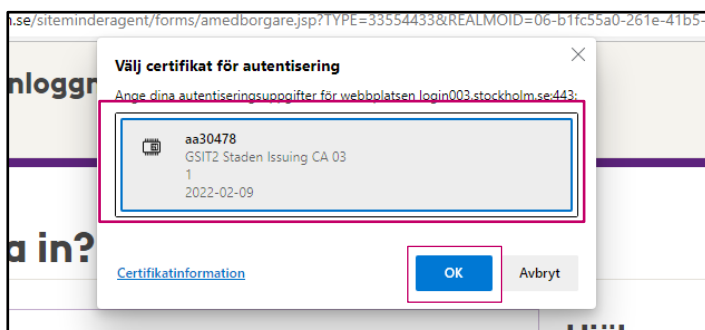 .se/siteminderagent/forms/amedborgare.jsp?TYPE=33554433&REALMOID=06-b1fc55a0-261e-41b5-
Välj certifikat för autentisering
Ange dina autentiseringsuppgifter för webbplatsen login003.stockholm.se:443:
aa30478
GSIT2 Staden Issuing CA 03
1
2022-02-09
a in?
Certifikatinformation
OK
Avbryt